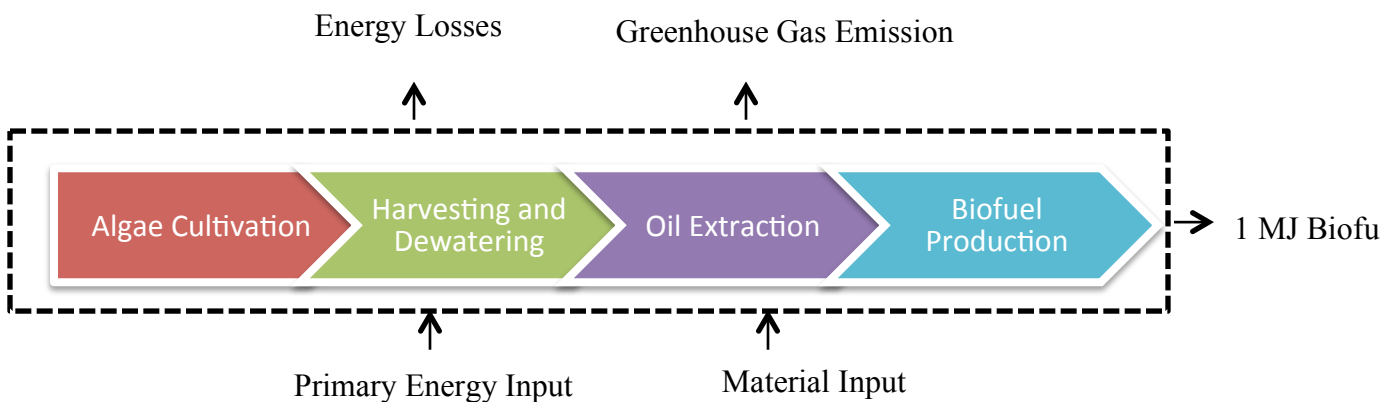 Energy Losses
Greenhouse Gas Emission
Algae Cultivation
Harvesting and
Dewatering
Oil Extraction
Biofuel
Production
1 MJ Biofu
Primary Energy Input
Material Input